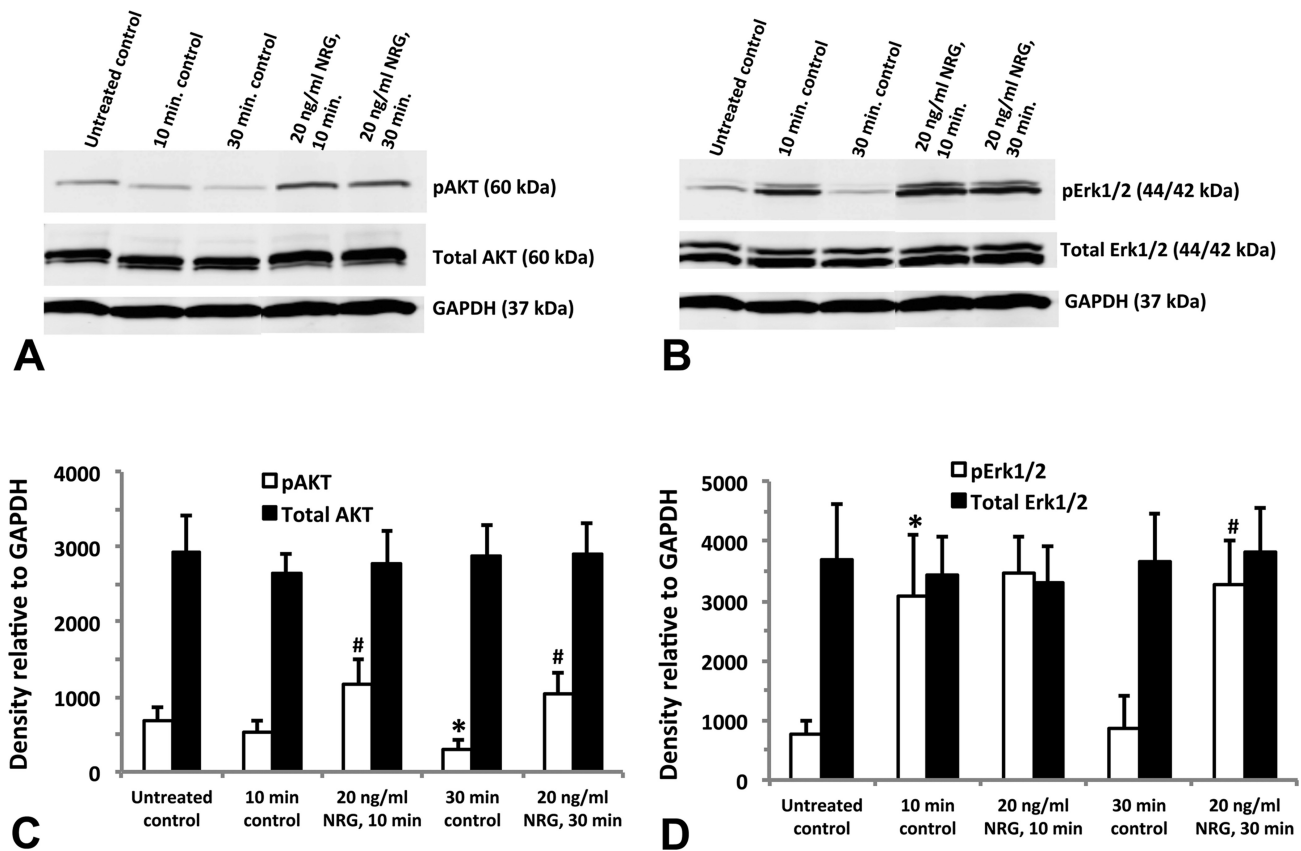 Untreated control
10 min. control
30 min. control
20 ng/ml NRG,
10 min.
20 ng/ml NRG,
30 min.
pAKT (60 kDa)
Total AKT (60 kDa)
GAPDH (37 kDa)
A
Untreated control
10 min. control
30 min. control
20 ng/ml NRG,
10 min.
20 ng/ml NRG,
30 min.
pErk1/2 (44/42 kDa)
Total Erk1/2 (44/42 kDa)
GAPDH (37 kDa)
B
Density relative to GAPDH
4000
3000
2000
1000
0
pAKT
Total AKT
#
*
#
Untreated
control
10 min
control
20 ng/ml
NRG, 10 min
30 min
control
20 ng/ml
NRG, 30 min
C
Density relative to GAPDH
5000
4000
3000
2000
1000
0
pErk1/2
Total Erk1/2
*
#
Untreated
control
10 min
control
20 ng/ml
NRG, 10 min
30 min
control
20 ng/ml
NRG, 30 min
D